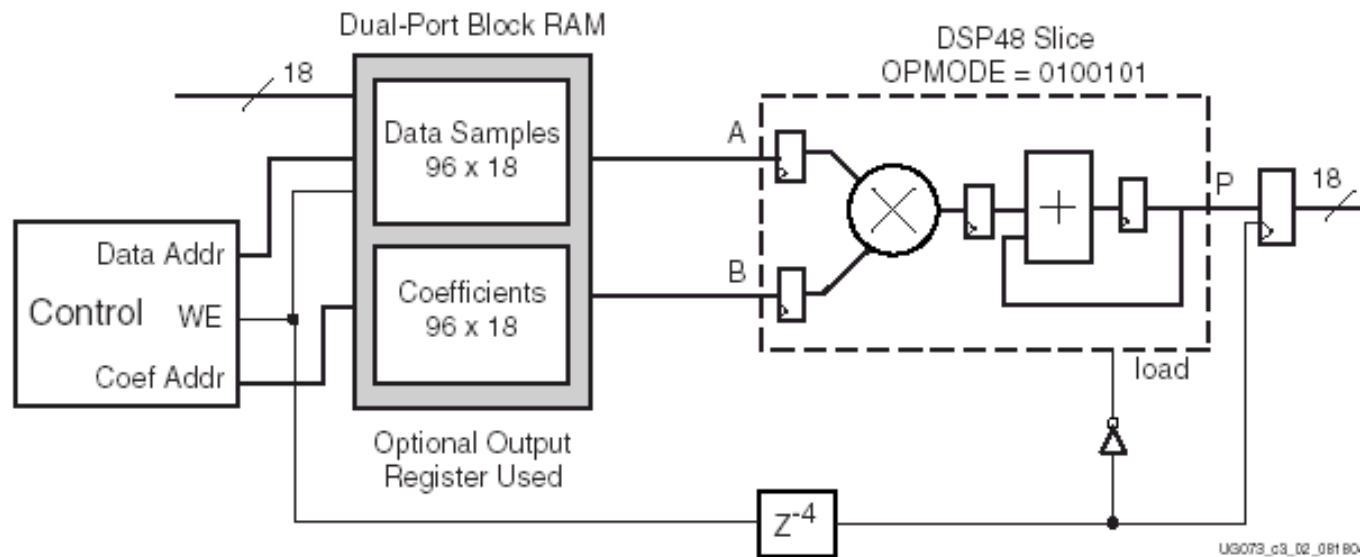 Dual-Port Block RAM
DSP48 Slice
OPMODE = 0100101
18
Data Samples
96 x 18
A
P
18
Data Addr
Control
WE
Coef Addr
Coefficients
96 x 18
B
load
Optional Output
Register Used
Z-4
UG073_c3_02_081804